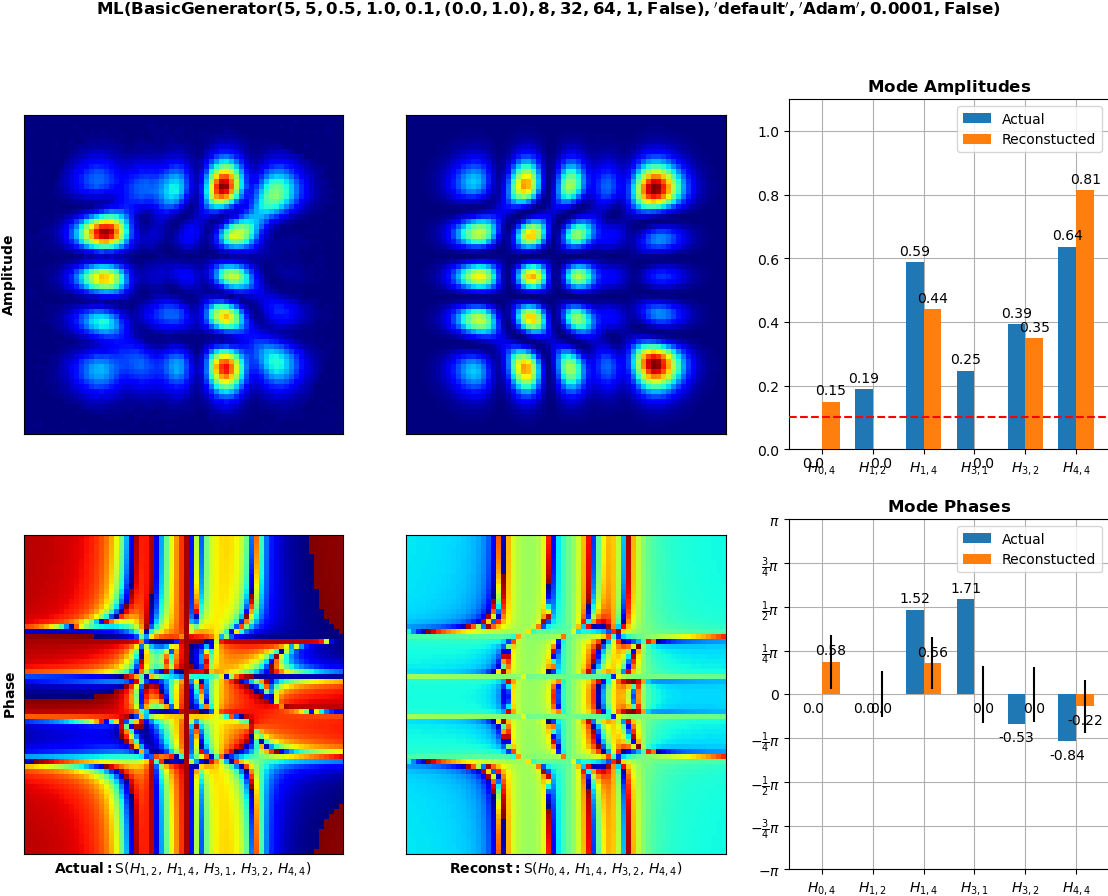 ML(BasicGenerator(5, 5, 0.5, 1.0, 0.1, (0.0, 1.0), 8, 32, 64, 1, False), 'default', 'Adam', 0.0001, False)
Mode Amplitudes
Amplitude
1.0
0.8
0.6
0.4
0.2
0.0
Actual
Reconstucted
0.0
0.15
0.19
0.0
0.59
0.44
0.25
0.0
0.39
0.35
0.64
0.81
H0,4
H1,2
H1,4
H3,1
H3,2
H4,4
Mode Phases
Phase
π
3/4π
1/2π
1/4π
0
−1/4π
−1/2π
−3/4π
−π
Actual
Reconstucted
0.0
0.58
0.0
0.0
1.52
0.56
1.71
0.0
-0.53
0.0
-0.84
-0.22
H0,4
H1,2
H1,4
H3,1
H3,2
H4,4
Actual: S(H1,2, H1,4, H3,1, H3,2, H4,4)
Reconst: S(H0,4, H1,4, H3,2, H4,4)